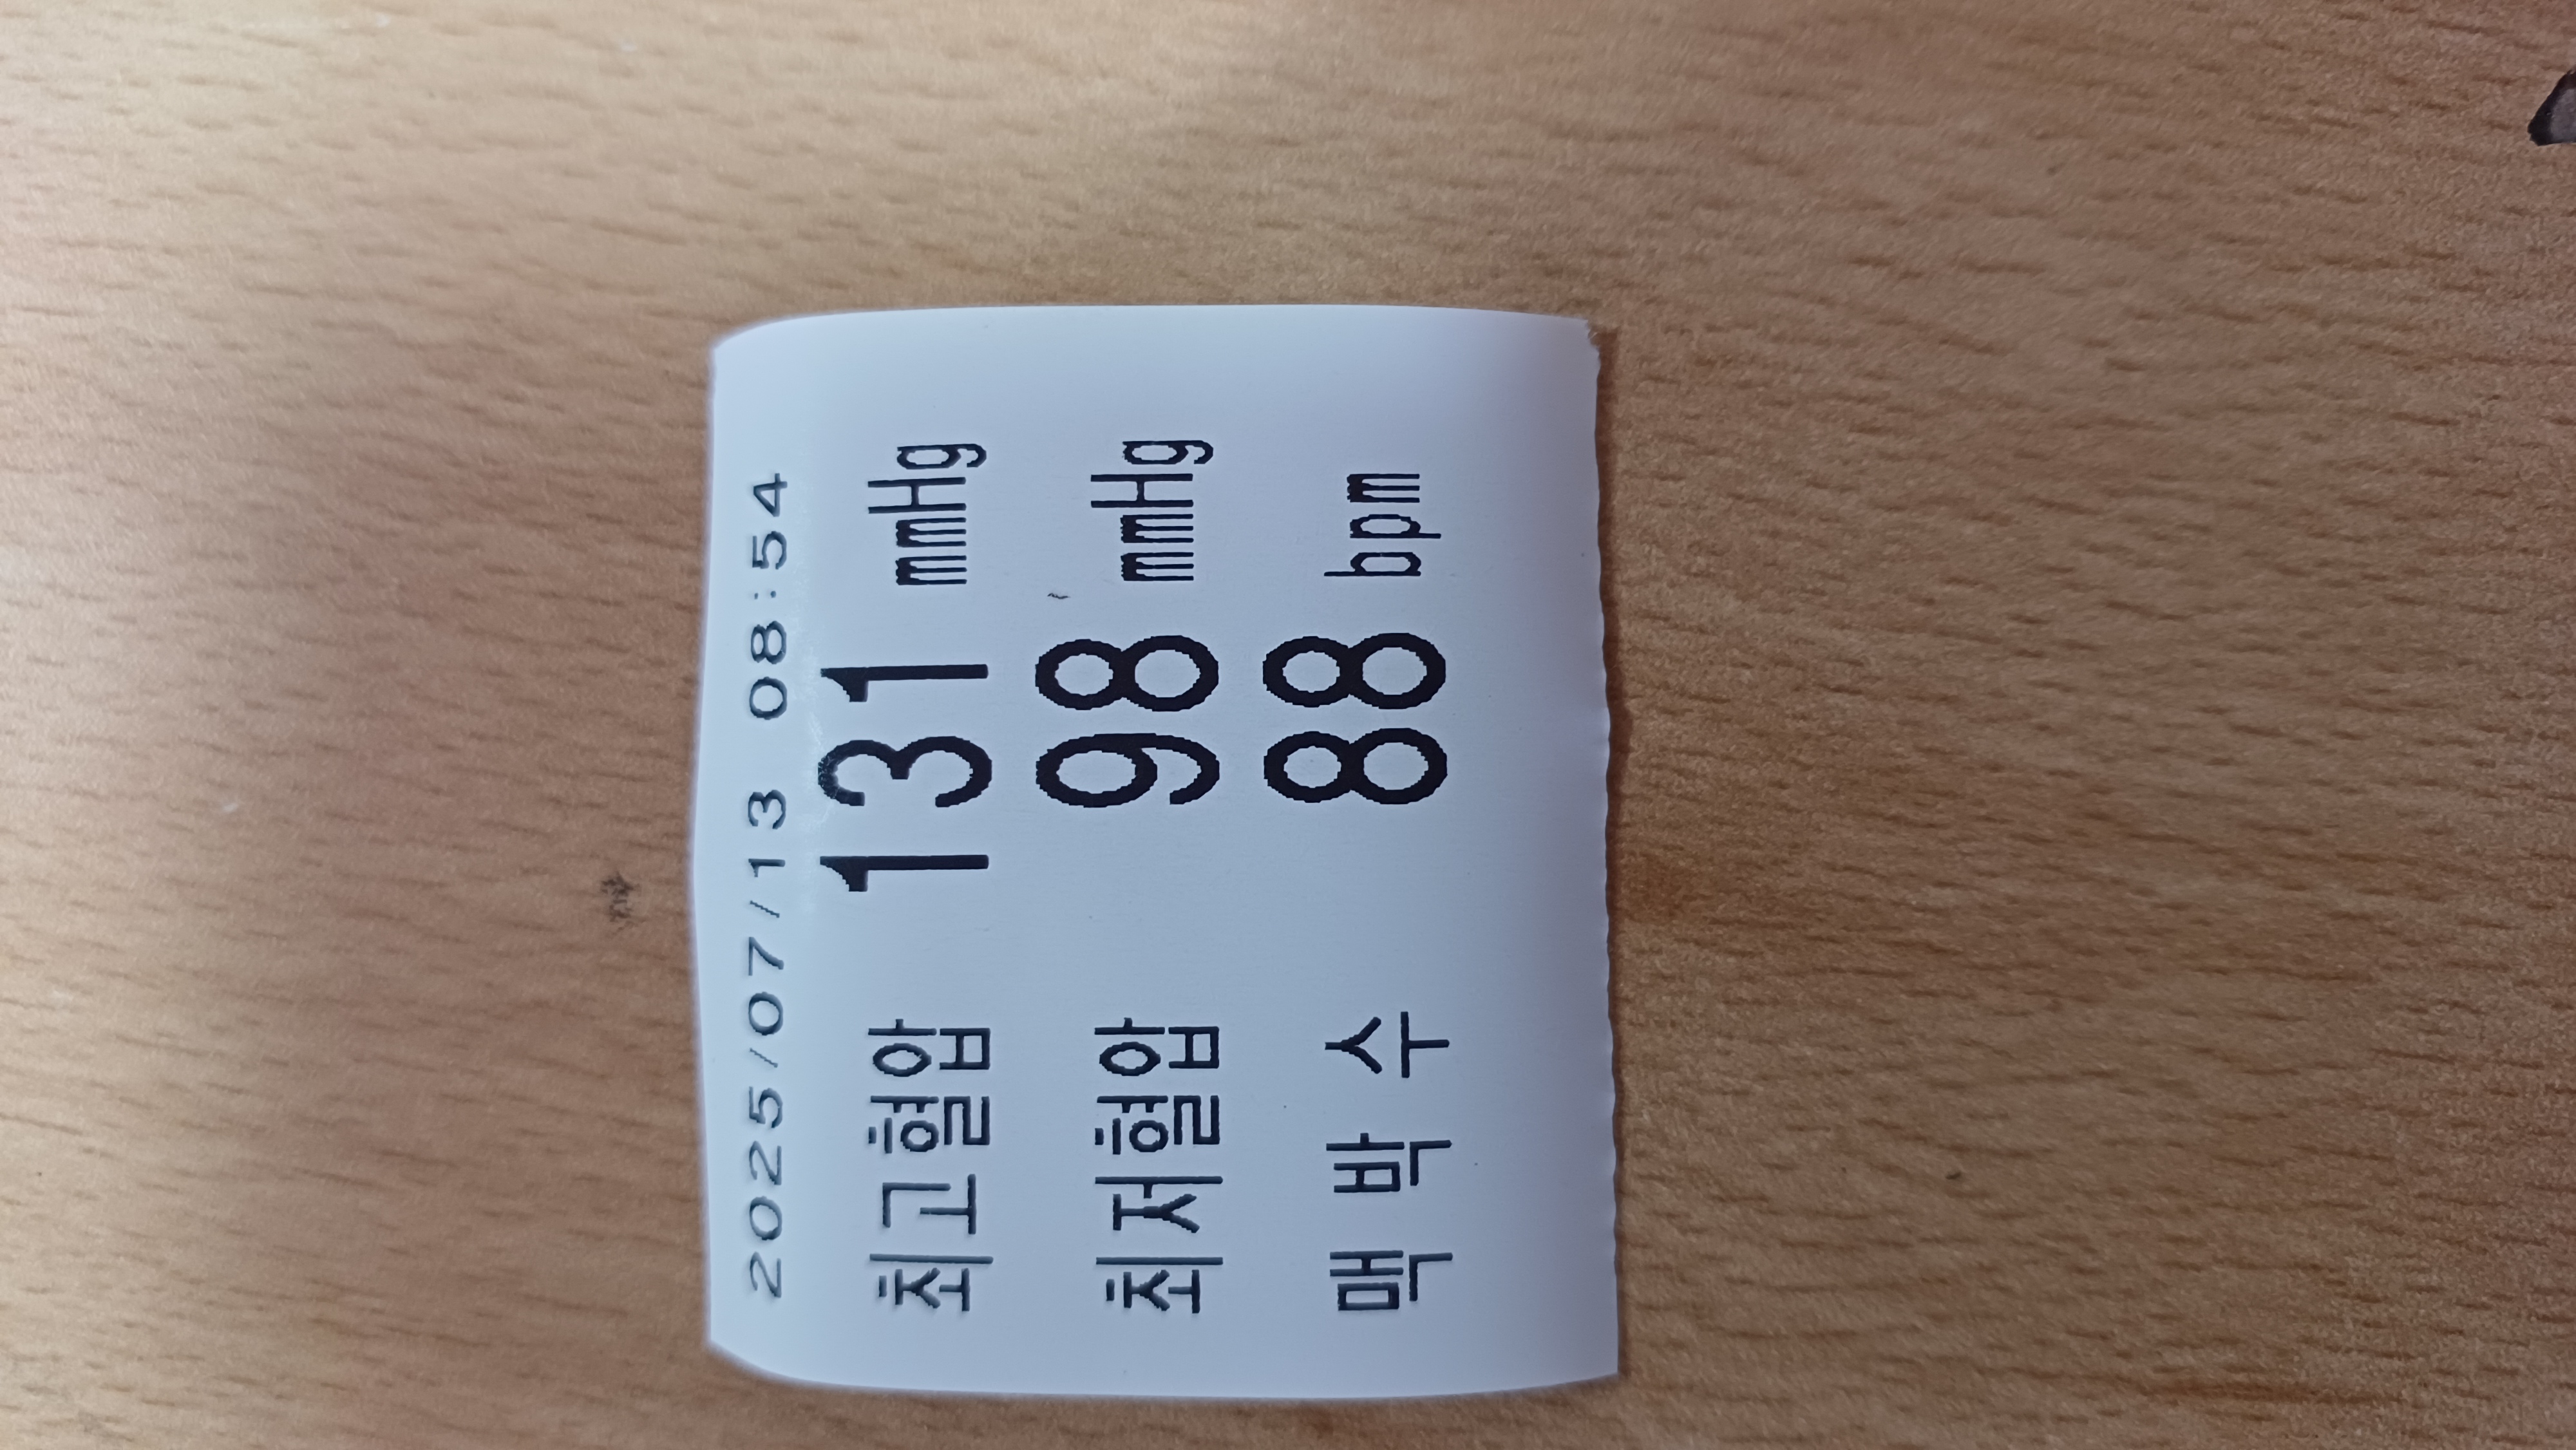 2025/07/13 08:54
최고혈압 131 mmHg
최저혈압 98 mmHg
맥 박 수 88 bpm